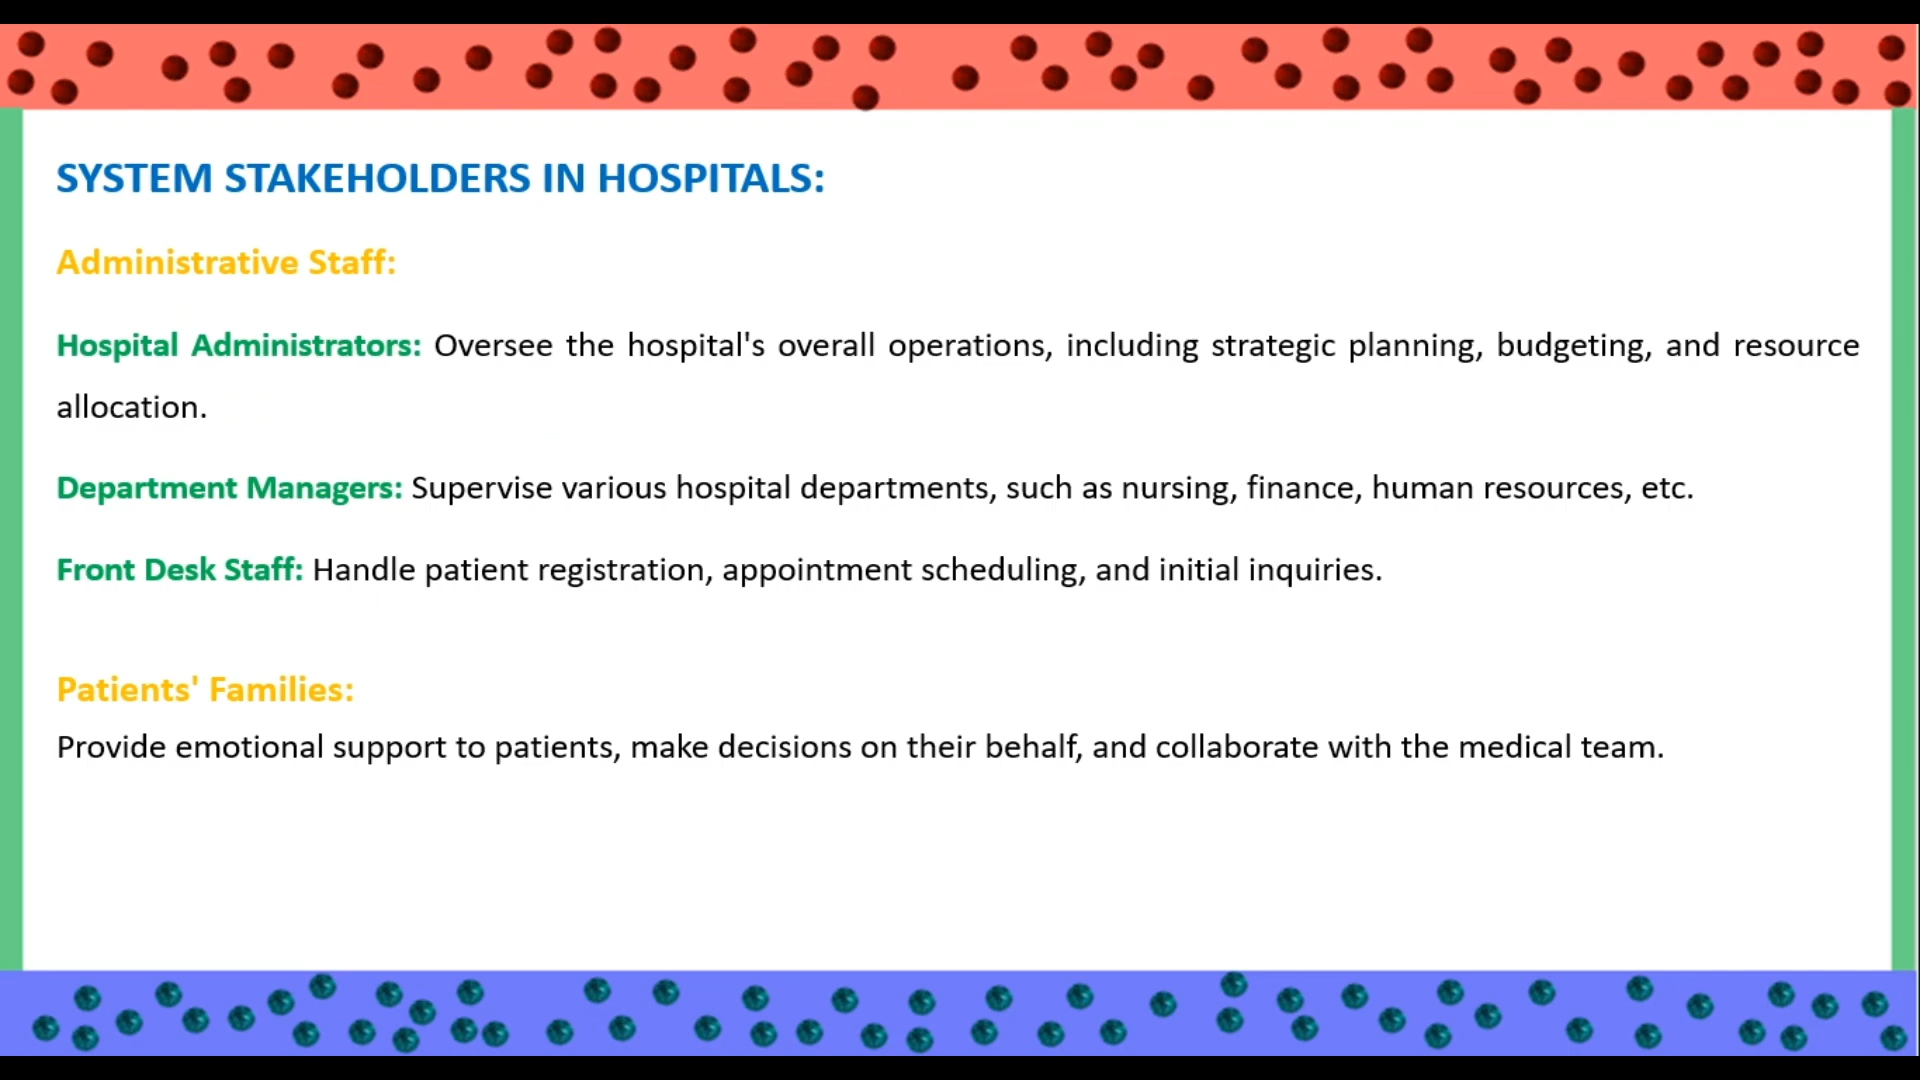 SYSTEM STAKEHOLDERS IN HOSPITALS:
Administrative Staff:
Hospital Administrators: Oversee the hospital's overall operations, including strategic planning, budgeting, and resource
allocation.
Department Managers: Supervise various hospital departments, such as nursing, finance, human resources, etc.
Front Desk Staff: Handle patient registration, appointment scheduling, and initial inquiries.
Patients' Families:
Provide emotional support to patients, make decisions on their behalf, and collaborate with the medical team.